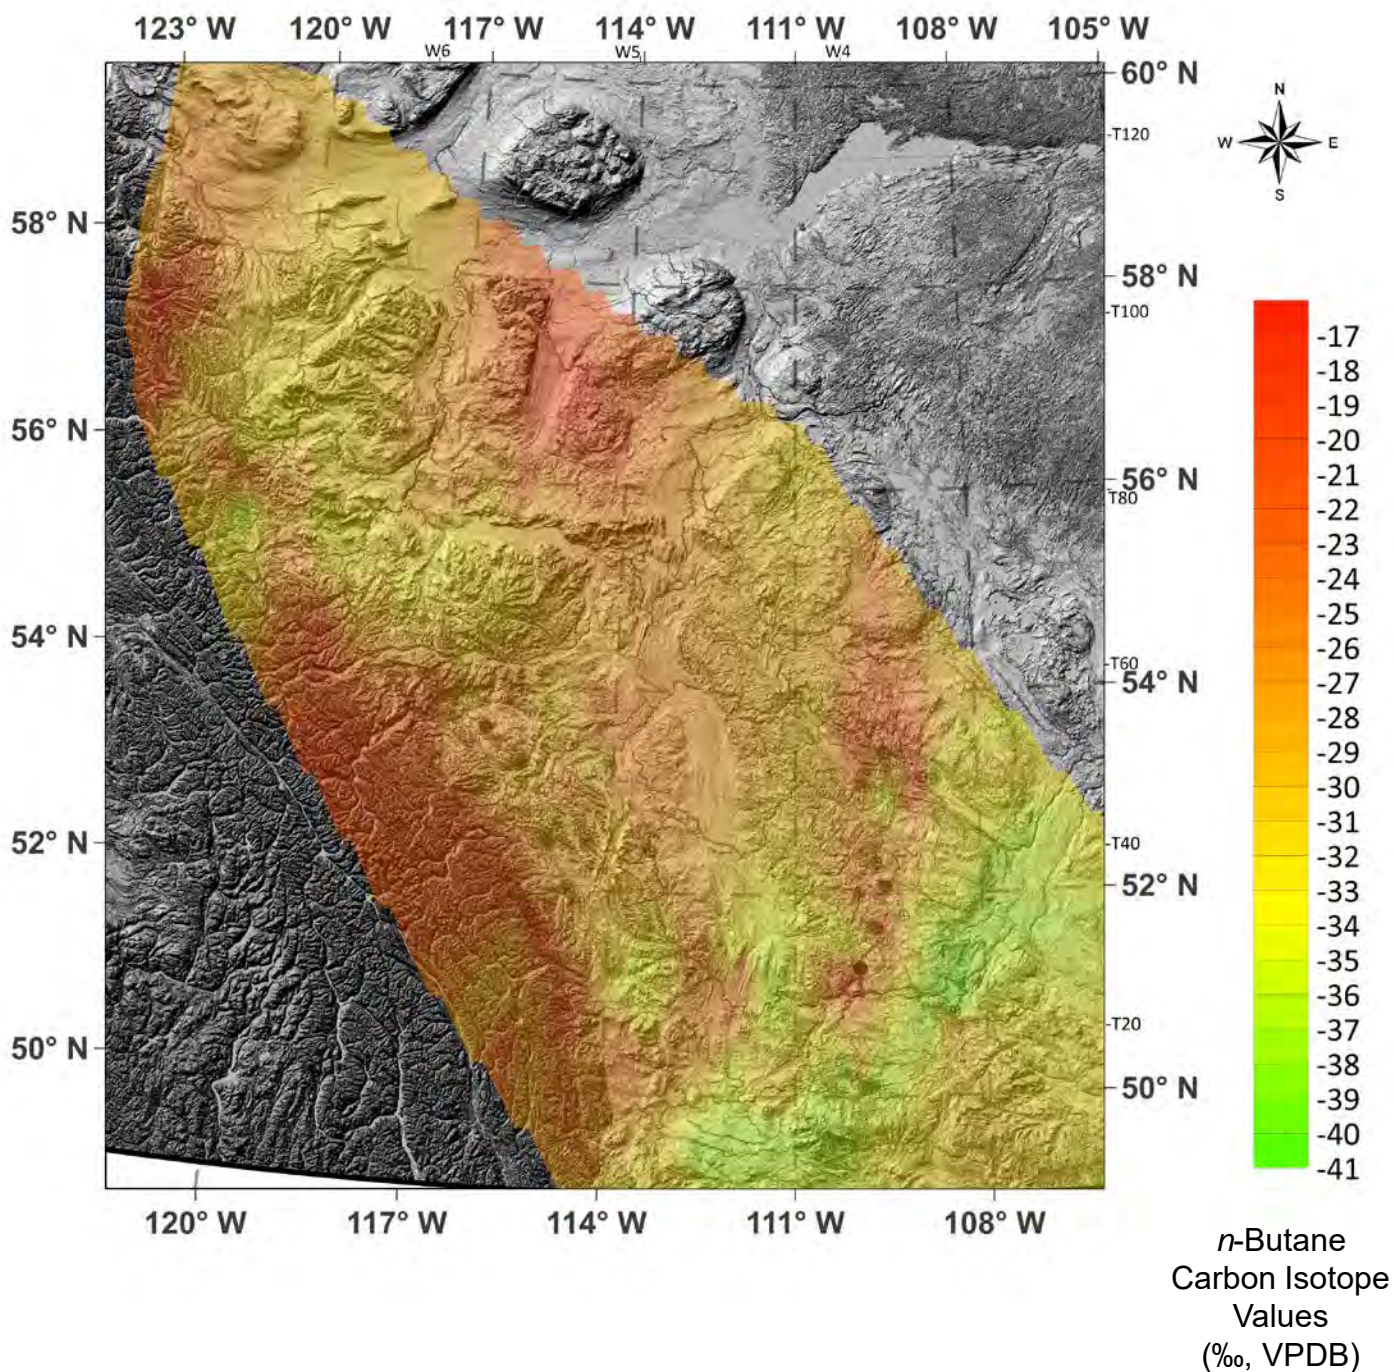 123° W 120° W 117° W 114° W 111° W 108° W 105° W
W6 W5 W4
60° N
N
-T120
W E
S
58° N
58° N
-T100
-17
-18
-19
56° N
-20
-21
56° N
T80
-22
-23
-24
-25
54° N
-26
-T60
54° N
-27
-28
-29
-30
-31
52° N
-T40
-32
52° N
-33
-34
-35
-36
-T20
-37
50° N
-38
50° N
-39
-40
-41
120° W 117° W 114° W 111° W 108° W
n-Butane
Carbon Isotope
Values
(‰, VPDB)